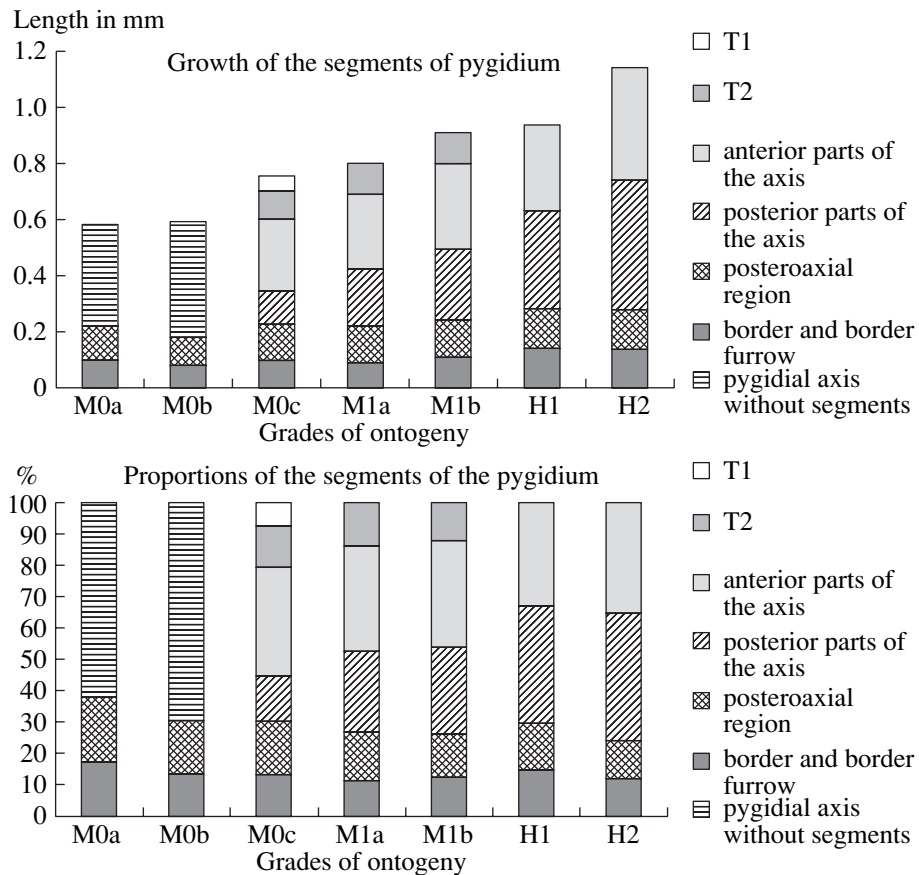 Length in mm
Growth of the segments of pygidium
1.2
1.0
0.8
0.6
0.4
0.2
0
M0a M0b M0c M1a M1b H1 H2
Grades of ontogeny
T1
T2
anterior parts of
the axis
posterior parts of
the axis
posteroaxial
region
border and border
furrow
pygidial axis
without segments
% Proportions of the segments of the pygidium
100
90
80
70
60
50
40
30
20
10
0
M0a M0b M0c M1a M1b H1 H2
Grades of ontogeny
T1
T2
anterior parts of
the axis
posterior parts of
the axis
posteroaxial
region
border and border
furrow
pygidial axis
without segments